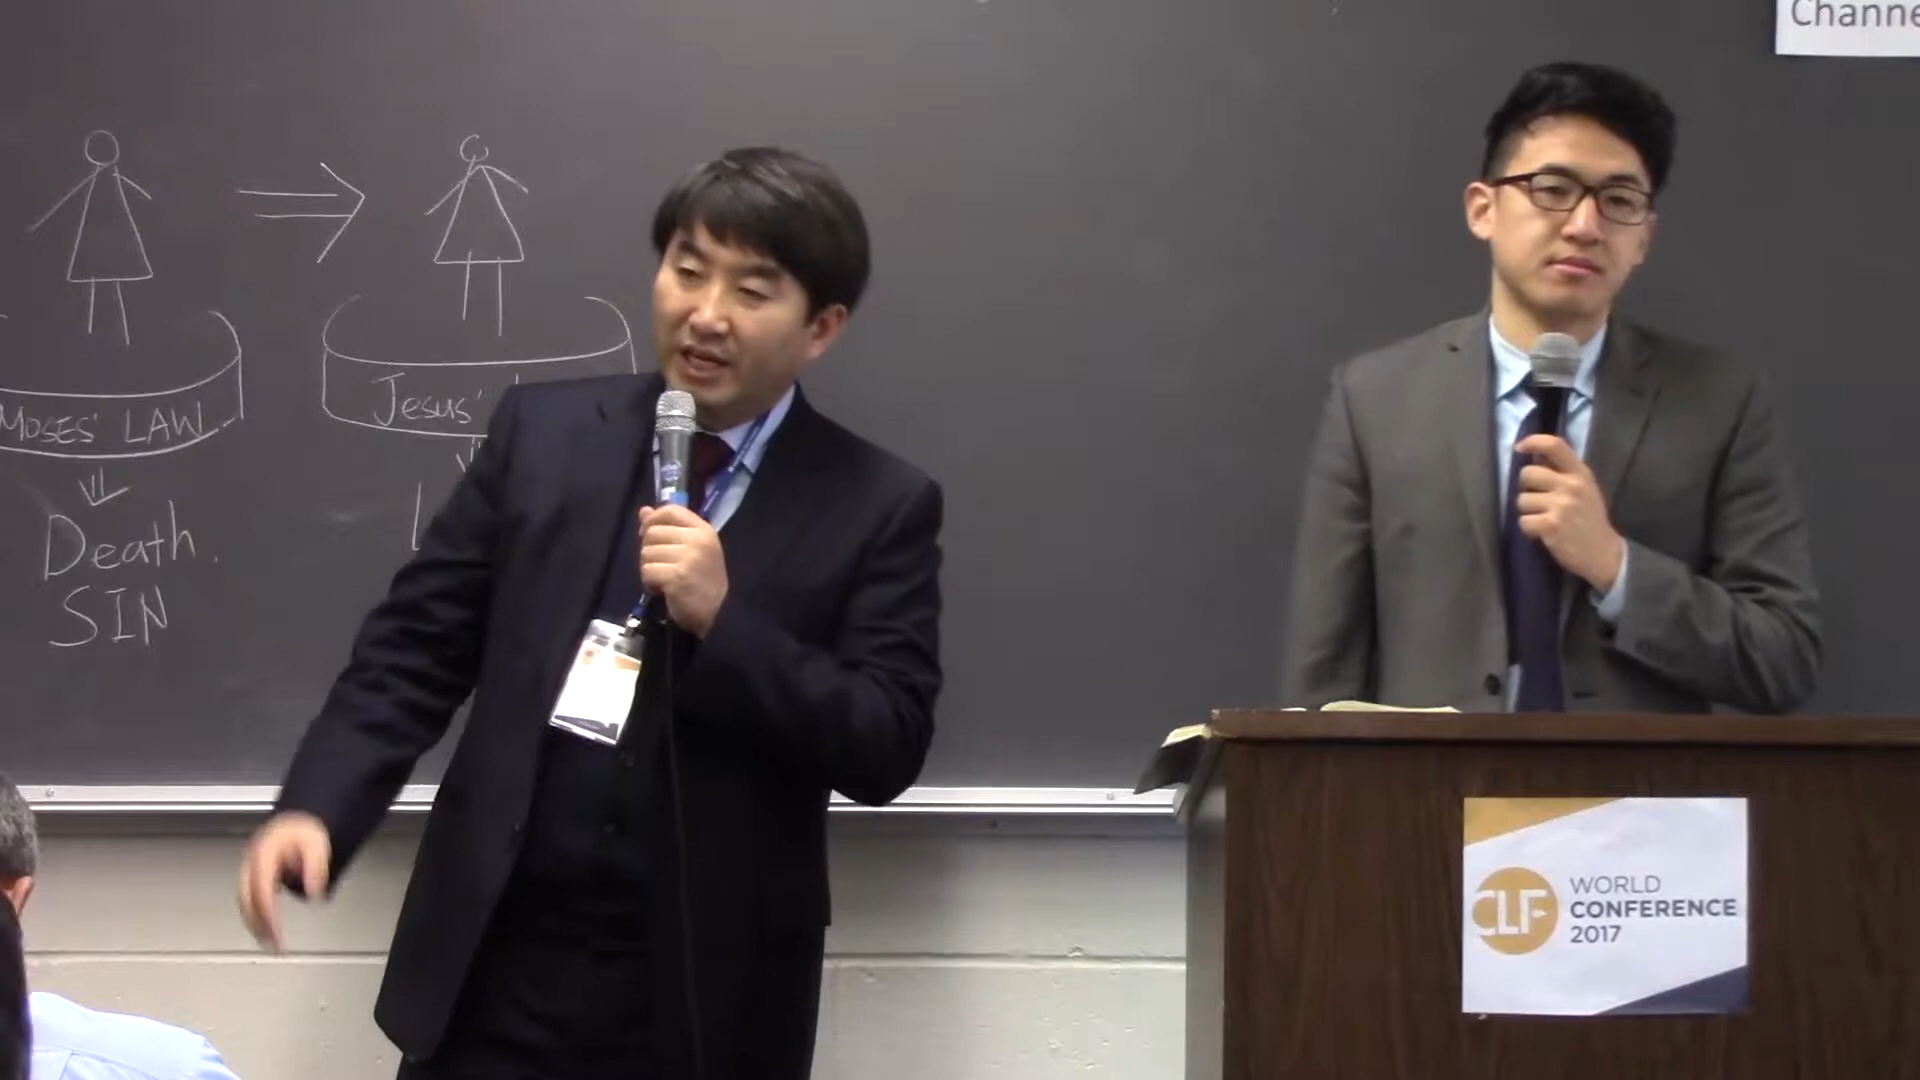 Channe
MOSES' LAW
Jesus'
Death.
SIN
CLF
WORLD
CONFERENCE
2017